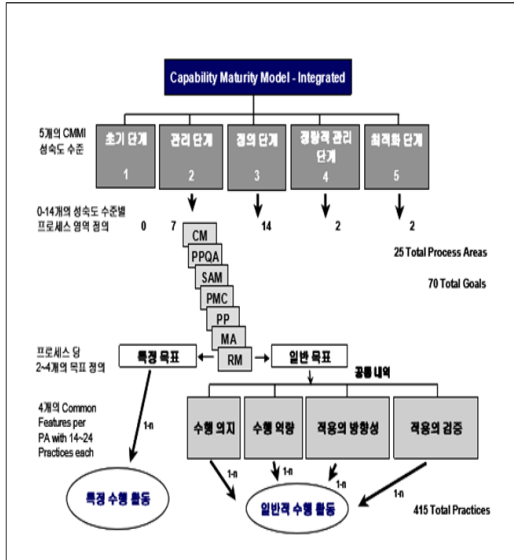 Capability Maturity Model - Integrated
5개의 CMMI
성숙도 수준
초기 단계
1
관리 단계
2
정의 단계
3
정량적 관리
단계
4
최적화 단계
5
0-14개의 성숙도 수준별
프로세스 영역 정의
0
7
14
2
2
CM
PPQA
SAM
PMC
PP
MA
RM
25 Total Process Areas
70 Total Goals
프로세스 당
2~4개의 목표 정의
특정 목표
일반 목표
공통 내역
4개의 Common
Features per
PA with 14~24
Practices each
수행 의지
수행 역량
적용의 방향성
적용의 검증
1-n
1-n
1-n
1-n
1-n
특정 수행 활동
일반적 수행 활동
415 Total Practices